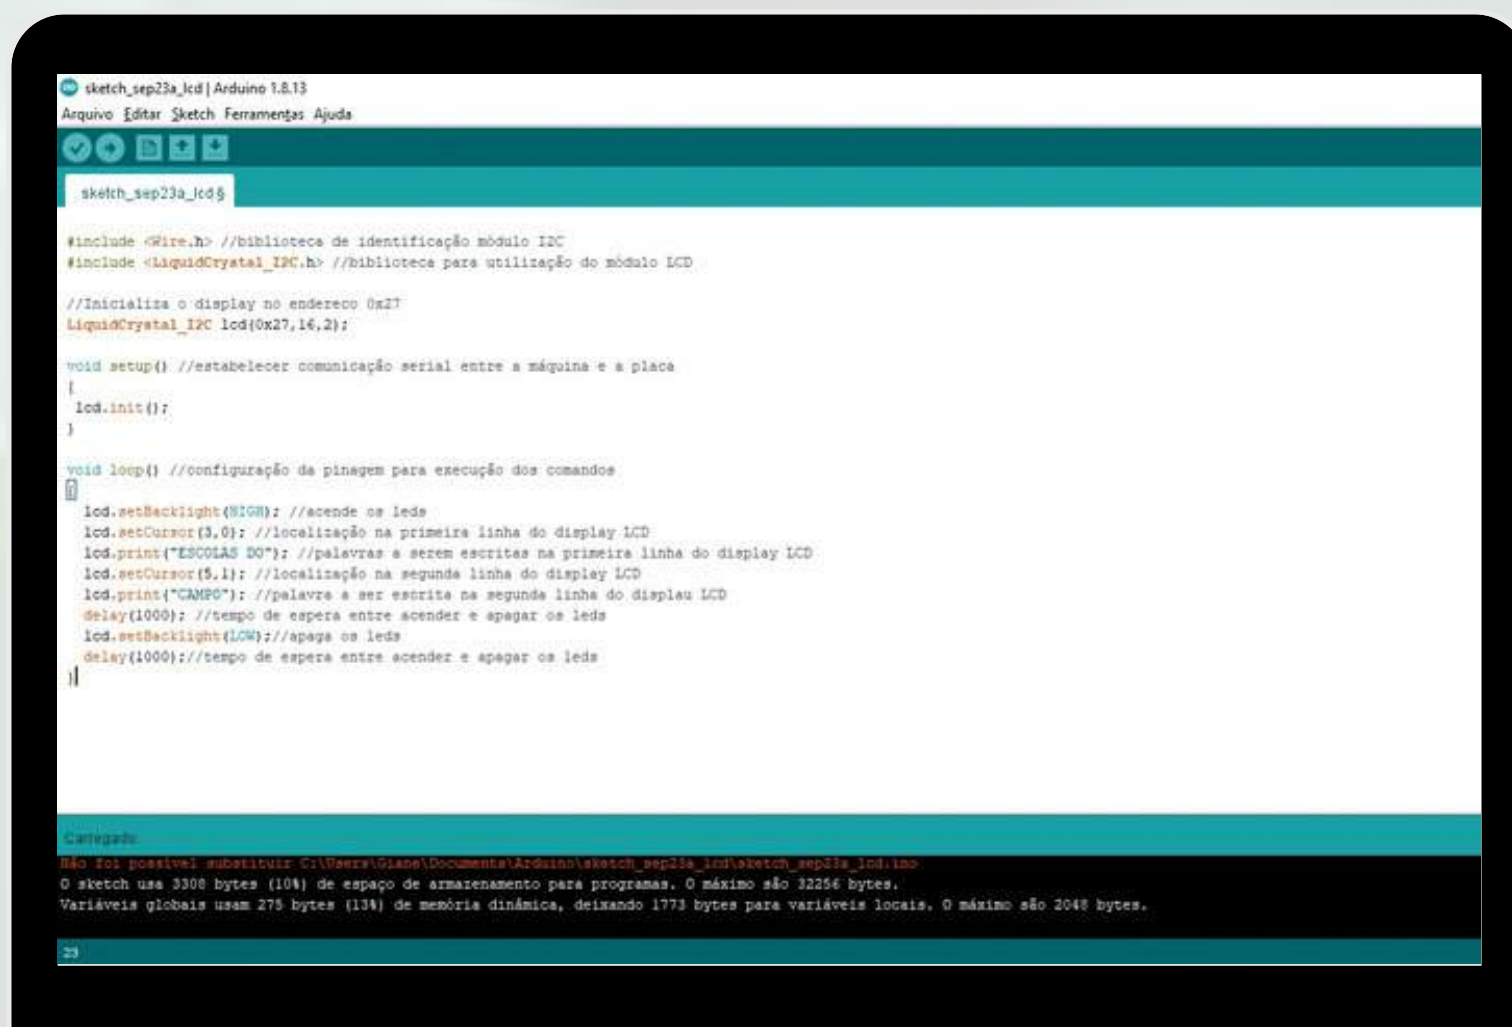 sketch_sep23a_lcd | Arduino 1.8.13
Arquivo Editar Sketch Ferramentas Ajuda
sketch_sep23a_lcd §
#include <Wire.h> //biblioteca de identificação módulo I2C
#include <LiquidCrystal_I2C.h> //biblioteca para utilização do módulo LCD
//Inicializa o display no endereco 0x27
LiquidCrystal_I2C lcd(0x27,16,2);
void setup() //estabelecer comunicação serial entre a máquina e a placa
{
lcd.init();
}
void loop() //configuração da pinagem para execução dos comandos
{
lcd.setBacklight(HIGH); //acende os leds
lcd.setCursor(3,0); //localização na primeira linha do display LCD
lcd.print("ESCOLAS DO"); //palavras a serem escritas na primeira linha do display LCD
lcd.setCursor(5,1); //localização na segunda linha do display LCD
lcd.print("CAMPO"); //palavra a ser escrita na segunda linha do displau LCD
delay(1000); //tempo de espera entre acender e apagar os leds
lcd.setBacklight(LOW);//apaga os leds
delay(1000);//tempo de espera entre acender e apagar os leds
}
Carregado.
Não foi possível substituir C:\Users\Giane\Documents\Arduino\sketch_sep23a_lcd\sketch_sep23a_lcd.ino
O sketch usa 3308 bytes (10%) de espaço de armazenamento para programas. O máximo são 32256 bytes.
Variáveis globais usam 275 bytes (13%) de memória dinâmica, deixando 1773 bytes para variáveis locais. O máximo são 2048 bytes.
23